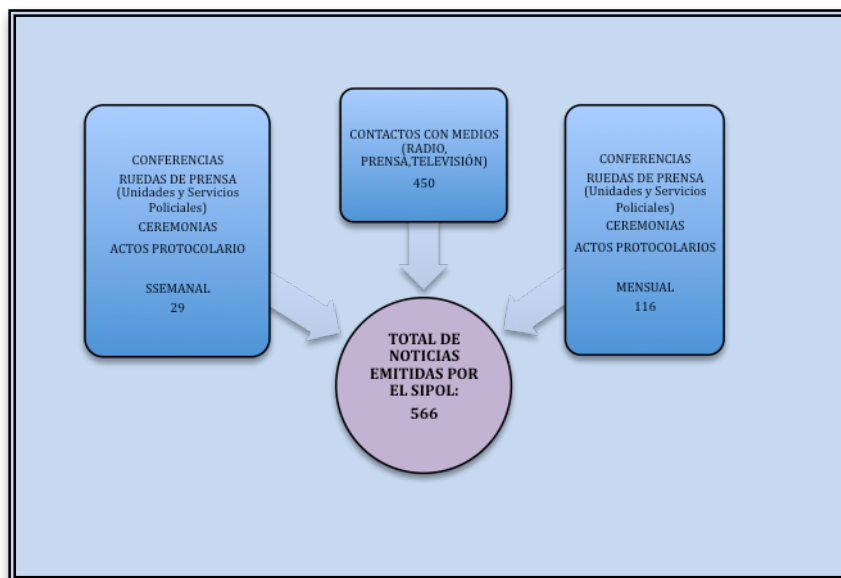 CONFERENCIAS
RUEDAS DE PRENSA
(Unidades y Servicios
Policiales)
CEREMONIAS
ACTOS PROTOCOLARIO
SSEMANAL
29
CONTACTOS CON MEDIOS
(RADIO,
PRENSA,TELEVISIÓN)
450
CONFERENCIAS
RUEDAS DE PRENSA
(Unidades y Servicios
Policiales)
CEREMONIAS
ACTOS PROTOCOLARIOS
MENSUAL
116
TOTAL DE
NOTICIAS
EMITIDAS POR
EL SIPOL:
566